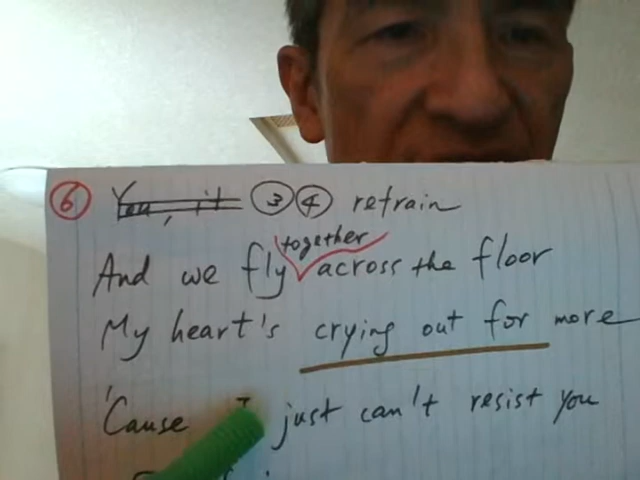 ⑥ You, it ③ ④ refrain
together
And we fly across the floor
My heart's crying out for more
'Cause I just can't resist you